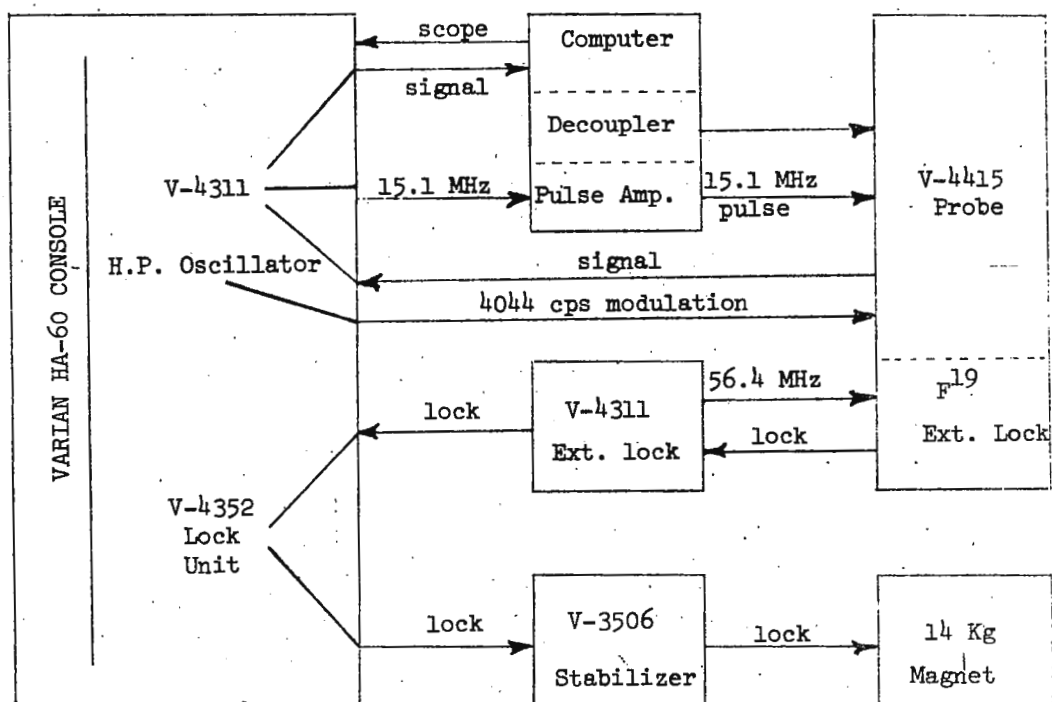 scope
Computer
signal
Decoupler
V-4311
15.1 MHz
Pulse Amp.
15.1 MHz
pulse
V-4415
Probe
VARIAN HA-60 CONSOLE
H.P. Oscillator
signal
4044 cps modulation
lock
V-4311
Ext. lock
56.4 MHz
lock
F19
Ext. Lock
V-4352
Lock
Unit
lock
V-3506
Stabilizer
lock
14 Kg
Magnet